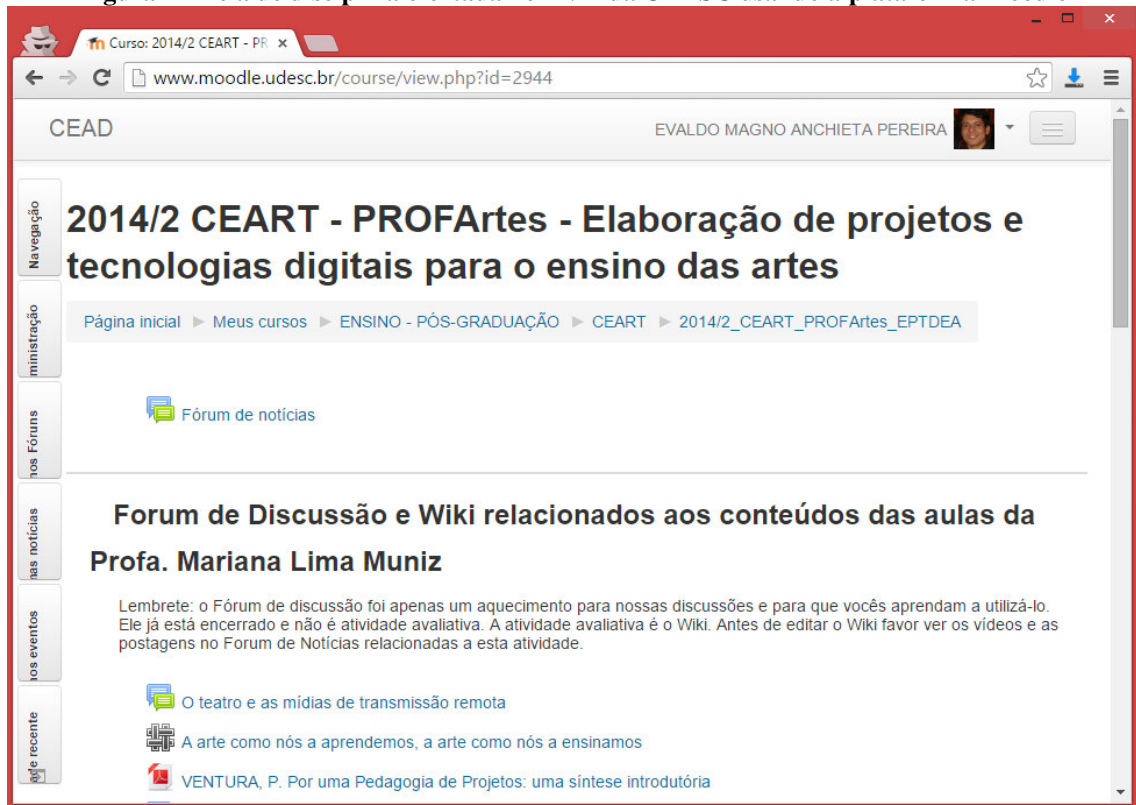 Curso: 2014/2 CEART - PR
www.moodle.udesc.br/course/view.php?id=2944
CEAD
EVALDO MAGNO ANCHIETA PEREIRA
Navegação
2014/2 CEART - PROFArtes - Elaboração de projetos e
tecnologias digitais para o ensino das artes
Página inicial ► Meus cursos ► ENSINO - PÓS-GRADUAÇÃO ► CEART ► 2014/2_CEART_PROFArtes_EPTDEA
ministração
Fórum de notícias
nos Fóruns
Forum de Discussão e Wiki relacionados aos conteúdos das aulas da
Profa. Mariana Lima Muniz
nas notícias
Lembrete: o Fórum de discussão foi apenas um aquecimento para nossas discussões e para que vocês aprendam a utilizá-lo.
Ele já está encerrado e não é atividade avaliativa. A atividade avaliativa é o Wiki. Antes de editar o Wiki favor ver os vídeos e as
postagens no Forum de Notícias relacionadas a esta atividade.
nos eventos
O teatro e as mídias de transmissão remota
A arte como nós a aprendemos, a arte como nós a ensinamos
VENTURA, P. Por uma Pedagogia de Projetos: uma síntese introdutória
recente